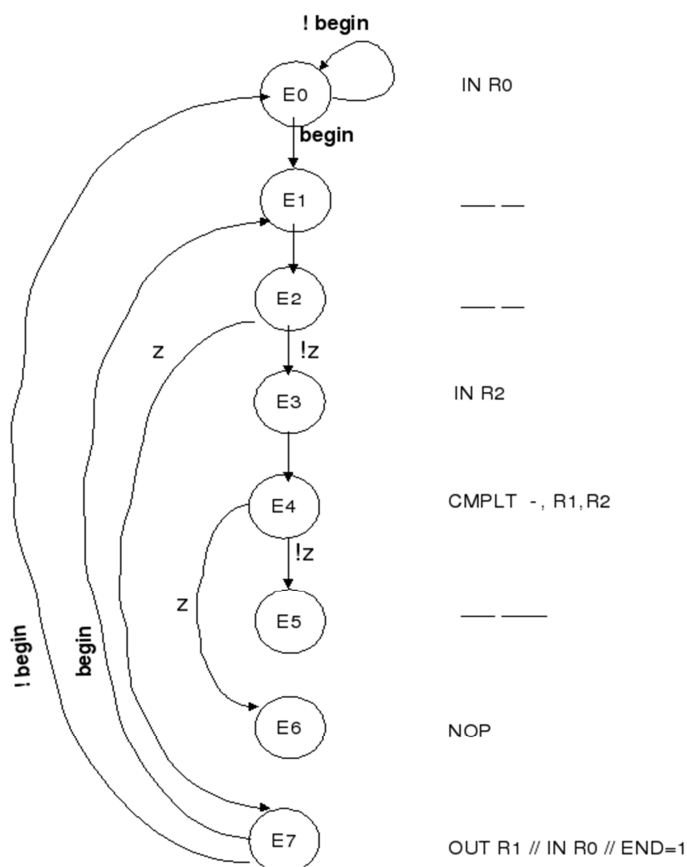 ! begin
E0
IN R0
begin
E1
E2
z
!z
E3
IN R2
E4
CMPLT -, R1,R2
!z
z
E5
! begin
begin
E6
NOP
E7
OUT R1 // IN R0 // END=1